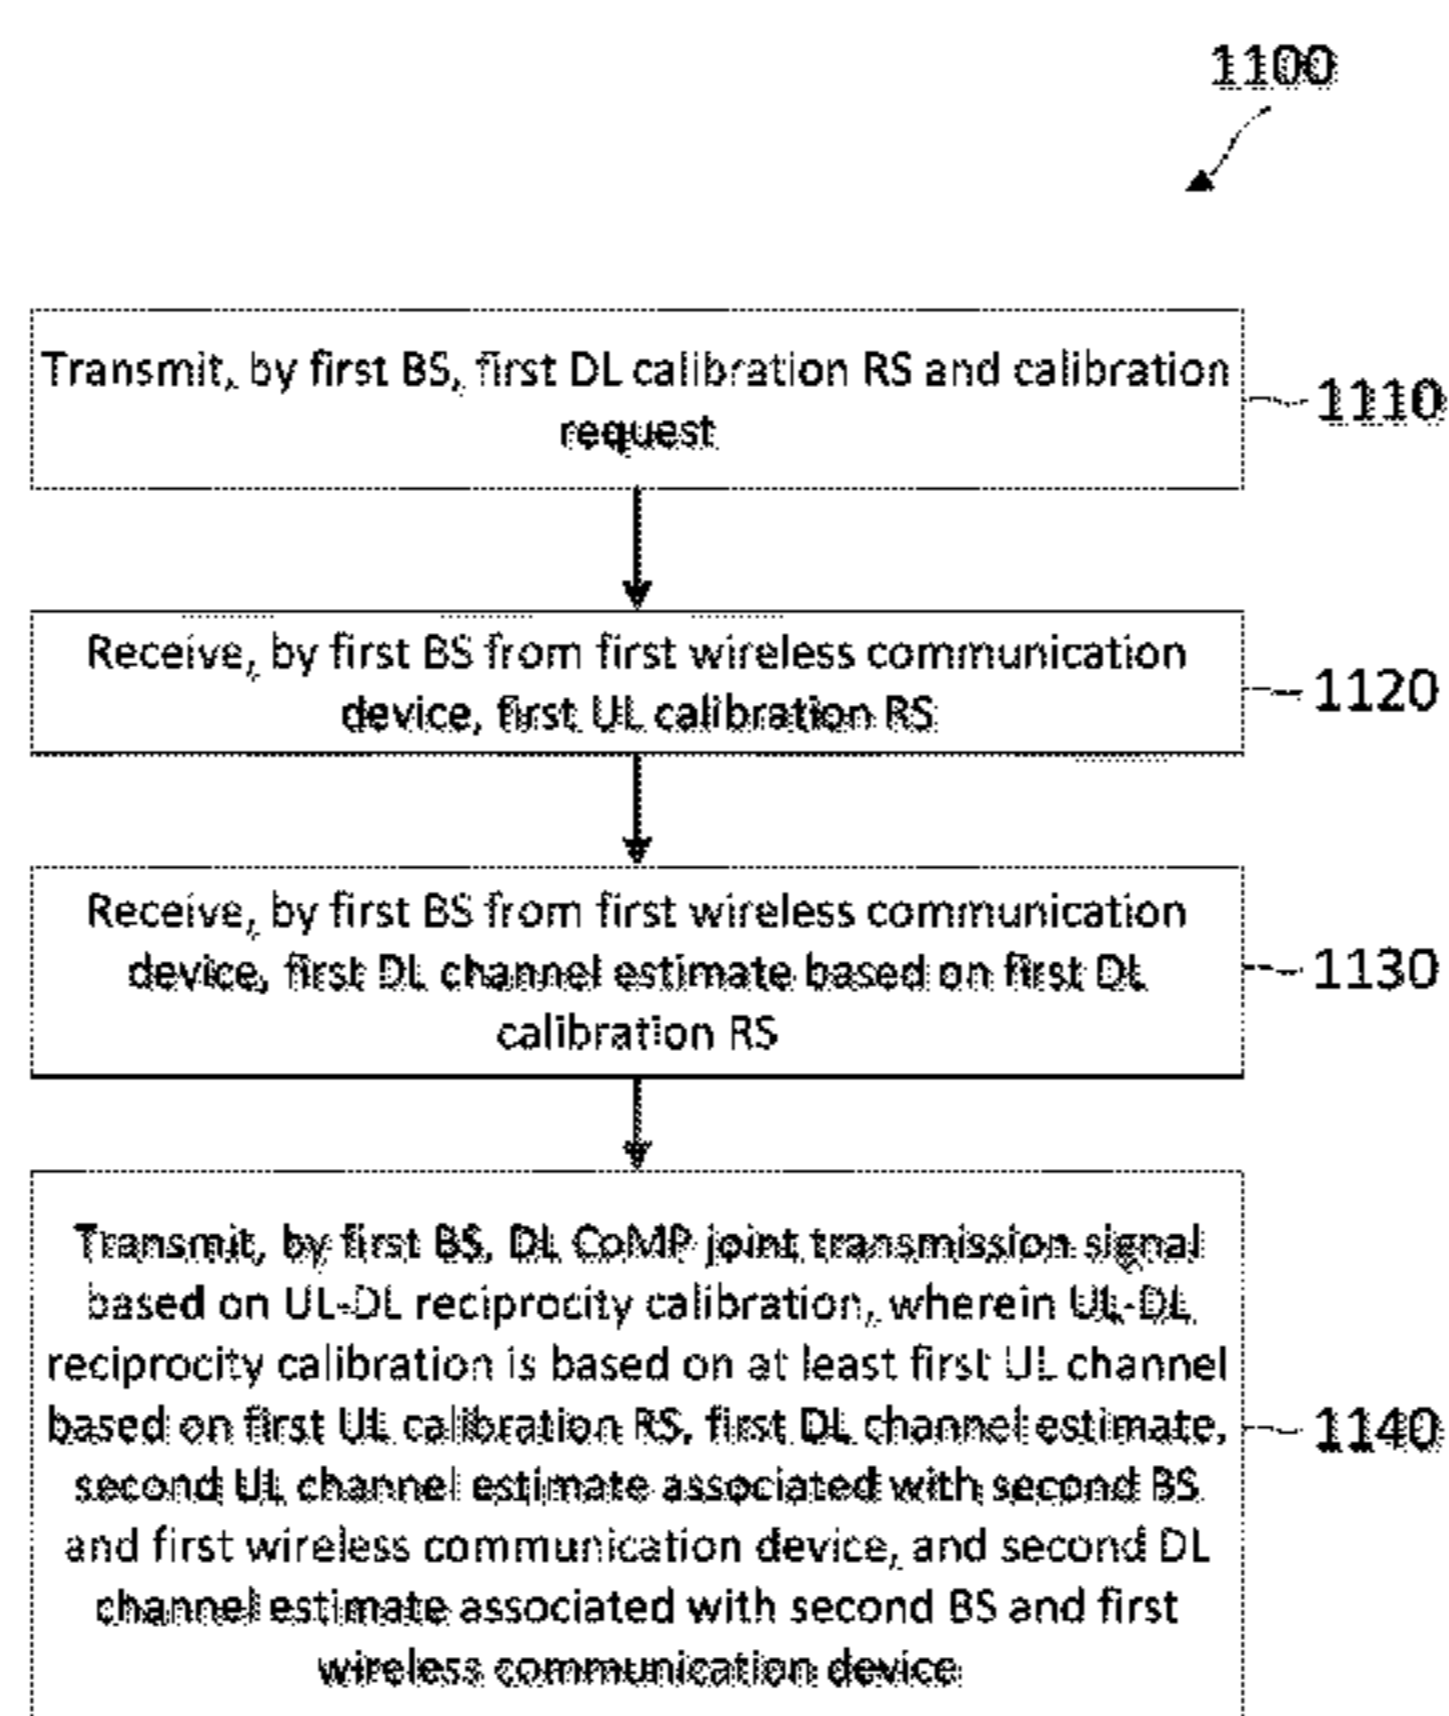 1100
Transmit, by first BS, first DL calibration RS and calibration
request
1110
Receive, by first BS from first wireless communication
device, first UL calibration RS
1120
Receive, by first BS from first wireless communication
device, first DL channel estimate based on first DL
calibration RS
1130
Transmit, by first BS, DL CoMP joint transmission signal
based on UL-DL reciprocity calibration, wherein UL-DL
reciprocity calibration is based on at least first UL channel
based on first UL calibration RS, first DL channel estimate,
second UL channel estimate associated with second BS
and first wireless communication device, and second DL
channel estimate associated with second BS and first
wireless communication device
1140